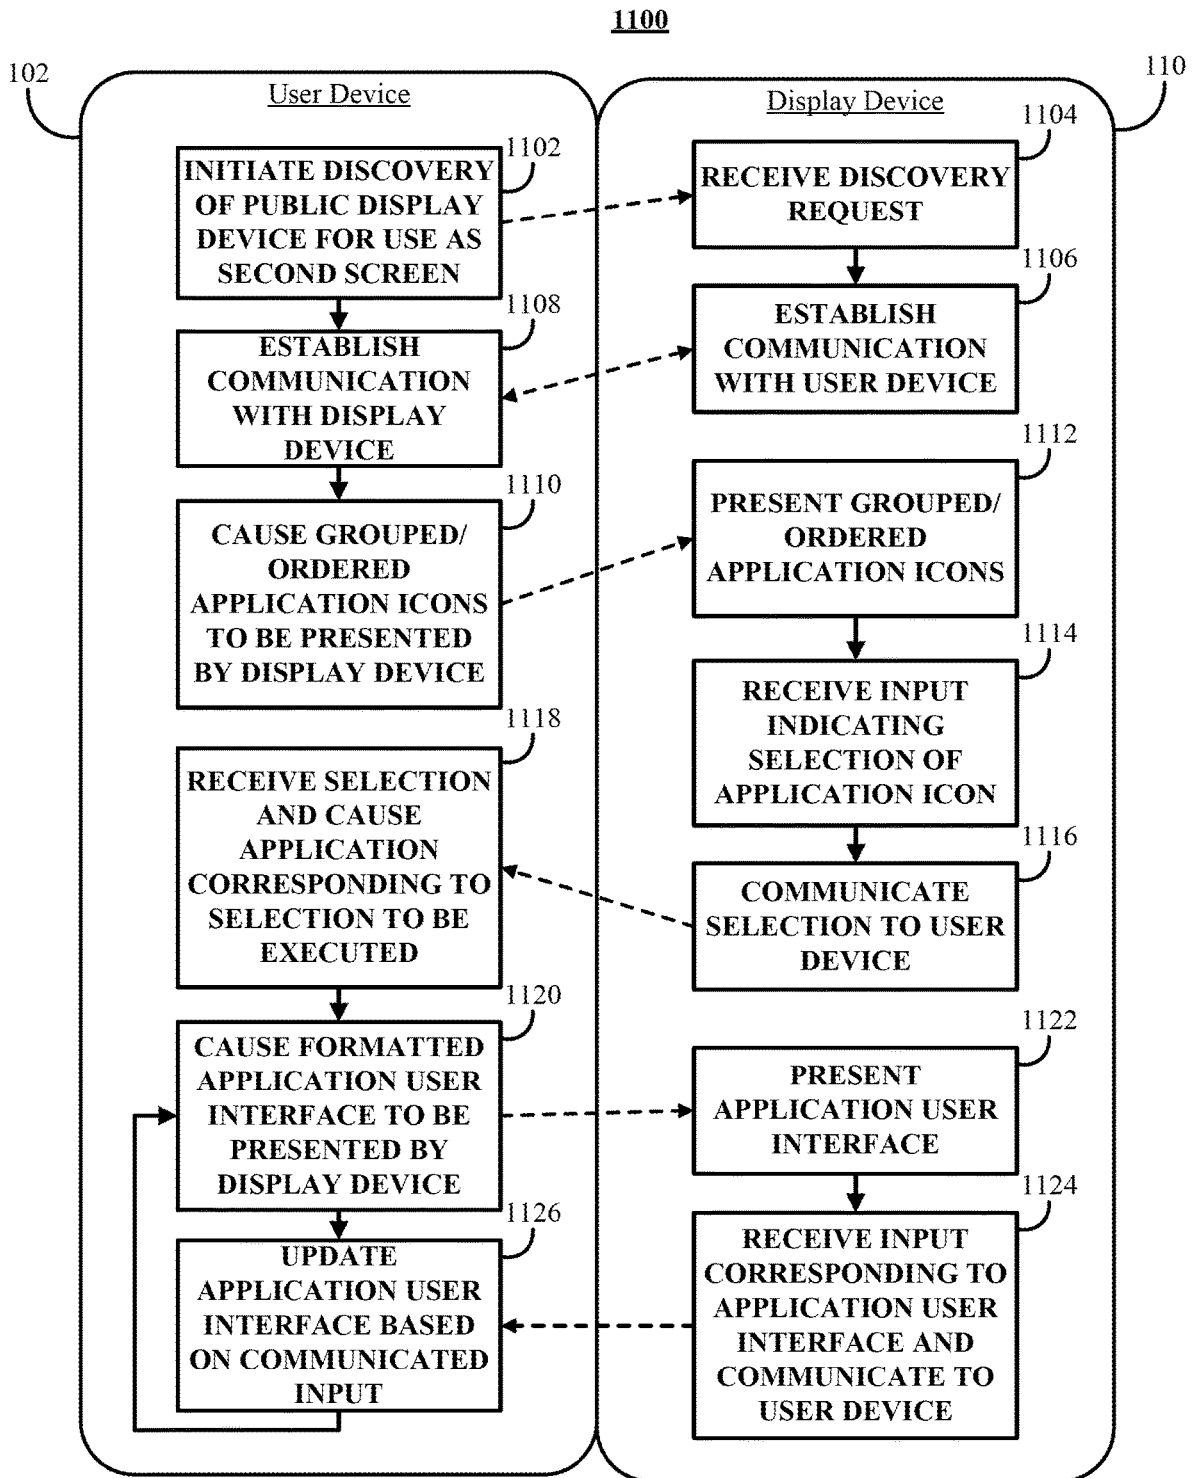 1100
102
User Device
110
Display Device
1102
INITIATE DISCOVERY
OF PUBLIC DISPLAY
DEVICE FOR USE AS
SECOND SCREEN
1104
RECEIVE DISCOVERY
REQUEST
1106
ESTABLISH
COMMUNICATION
WITH USER DEVICE
1108
ESTABLISH
COMMUNICATION
WITH DISPLAY
DEVICE
1110
CAUSE GROUPED/
ORDERED
APPLICATION ICONS
TO BE PRESENTED
BY DISPLAY DEVICE
1112
PRESENT GROUPED/
ORDERED
APPLICATION ICONS
1114
RECEIVE INPUT
INDICATING
SELECTION OF
APPLICATION ICON
1116
COMMUNICATE
SELECTION TO USER
DEVICE
1118
RECEIVE SELECTION
AND CAUSE
APPLICATION
CORRESPONDING TO
SELECTION TO BE
EXECUTED
1120
CAUSE FORMATTED
APPLICATION USER
INTERFACE TO BE
PRESENTED BY
DISPLAY DEVICE
1122
PRESENT
APPLICATION USER
INTERFACE
1124
RECEIVE INPUT
CORRESPONDING TO
APPLICATION USER
INTERFACE AND
COMMUNICATE TO
USER DEVICE
1126
UPDATE
APPLICATION USER
INTERFACE BASED
ON COMMUNICATED
INPUT